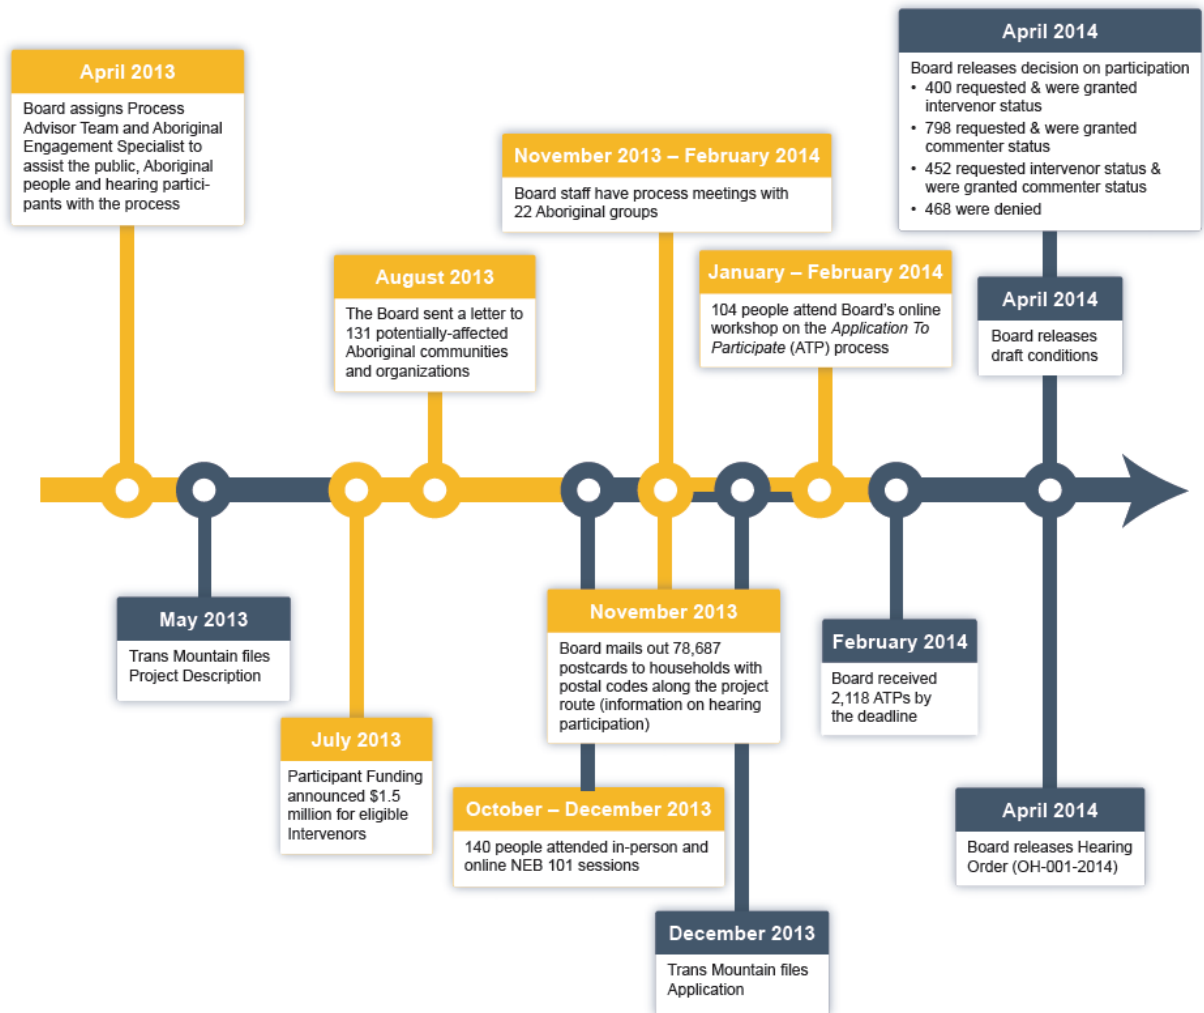 April 2013
Board assigns Process
Advisor Team and Aboriginal
Engagement Specialist to
assist the public, Aboriginal
people and hearing partici-
pants with the process
May 2013
Trans Mountain files
Project Description
July 2013
Participant Funding
announced $1.5
million for eligible
Intervenors
August 2013
The Board sent a letter to
131 potentially-affected
Aboriginal communities
and organizations
October – December 2013
140 people attended in-person and
online NEB 101 sessions
November 2013 – February 2014
Board staff have process meetings with
22 Aboriginal groups
November 2013
Board mails out 78,687
postcards to households with
postal codes along the project
route (information on hearing
participation)
December 2013
Trans Mountain files
Application
January – February 2014
104 people attend Board's online
workshop on the Application To
Participate (ATP) process
February 2014
Board received
2,118 ATPs by
the deadline
April 2014
Board releases decision on participation
• 400 requested & were granted
intervenor status
• 798 requested & were granted
commenter status
• 452 requested intervenor status &
were granted commenter status
• 468 were denied
April 2014
Board releases
draft conditions
April 2014
Board releases Hearing
Order (OH-001-2014)